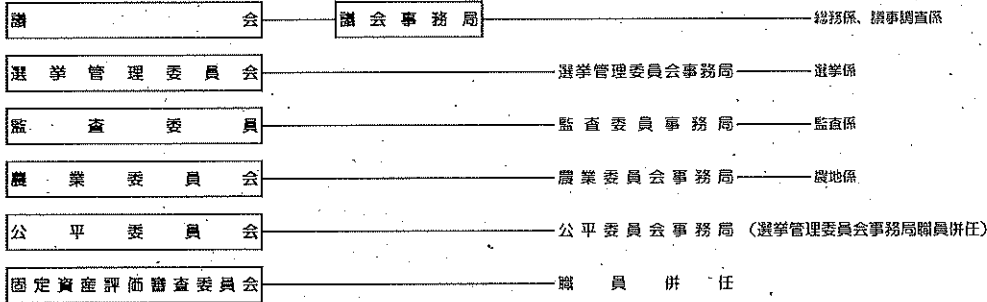 議会 議会事務局 総務係、議事調査係
選挙管理委員会 選挙管理委員会事務局 選挙係
監査委員 監査委員事務局 監査係
農業委員会 農業委員会事務局 農地係
公平委員会 公平委員会事務局 (選挙管理委員会事務局職員併任)
固定資産評価審査委員会 職員併任